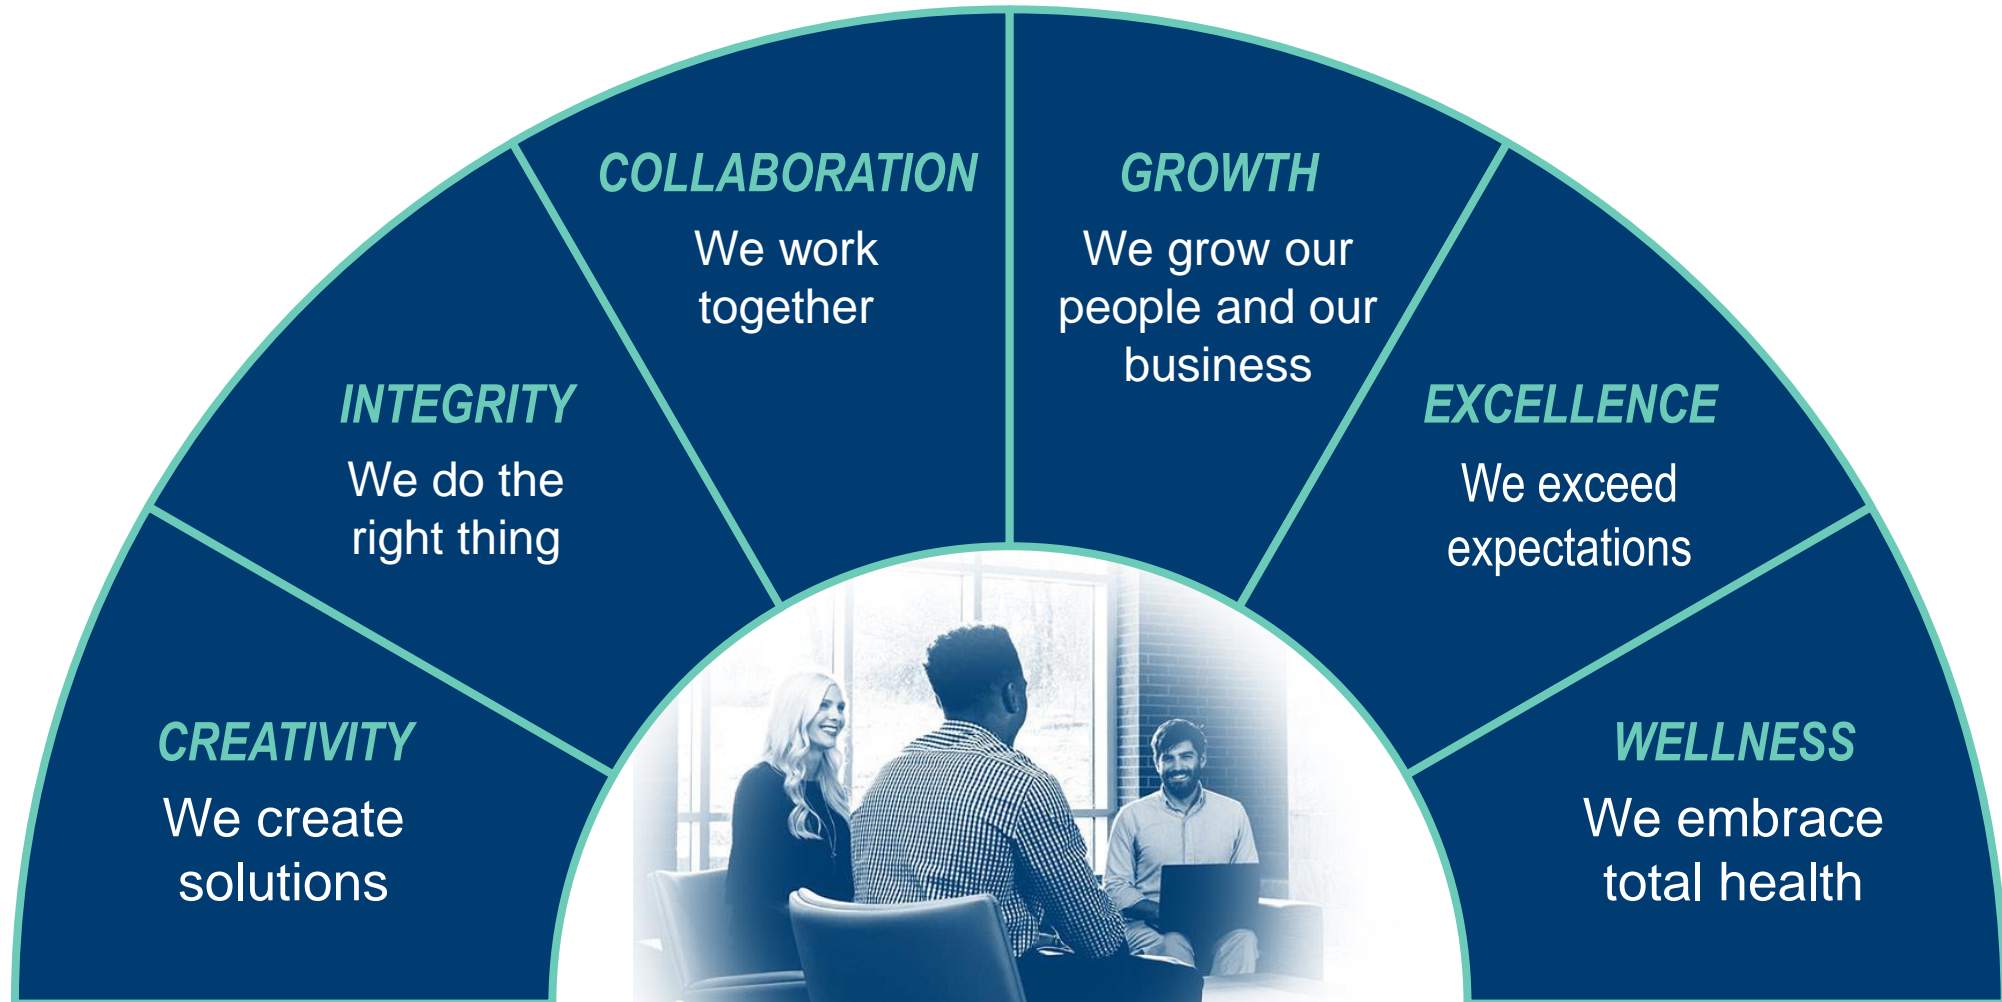 CREATIVITY
We create
solutions
INTEGRITY
We do the
right thing
COLLABORATION
We work
together
GROWTH
We grow our
people and our
business
EXCELLENCE
We exceed
expectations
WELLNESS
We embrace
total health